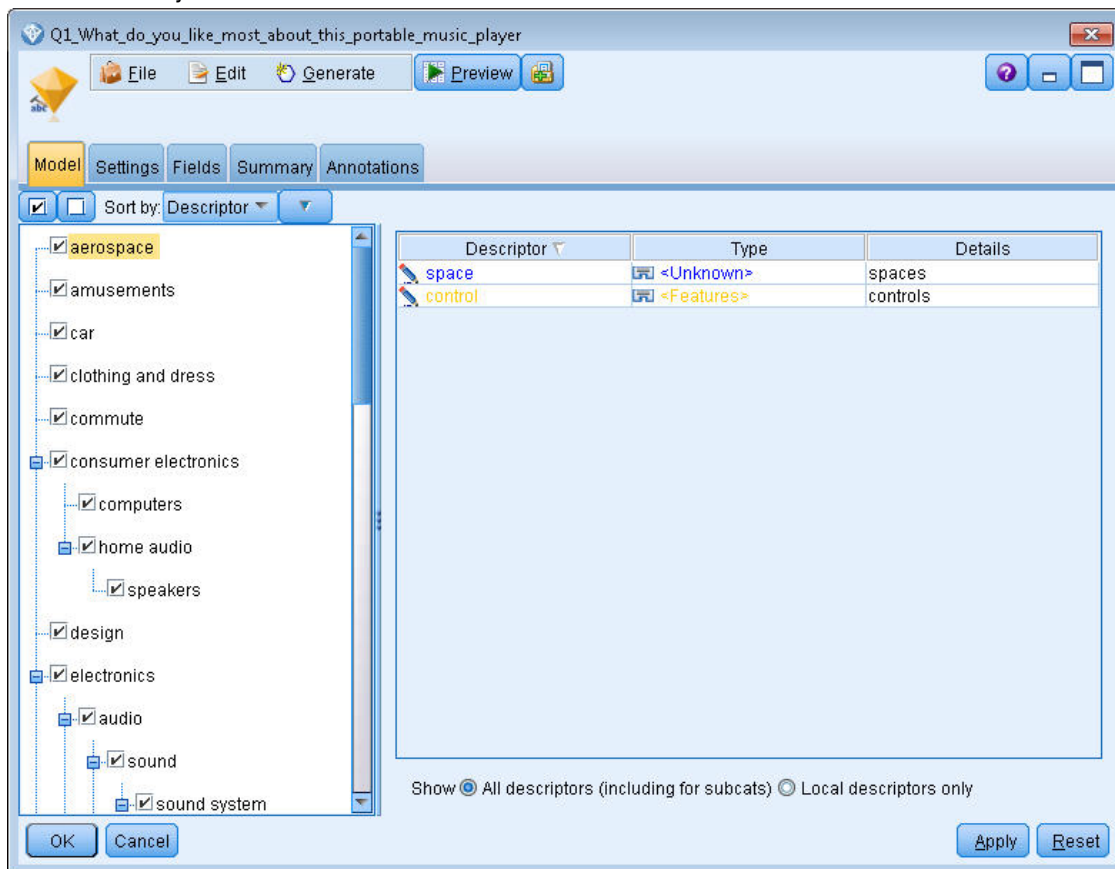 Q1_What_do_you_like_most_about_this_portable_music_player
File Edit Generate Preview
abc
Model Settings Fields Summary Annotations
Sort by: Descriptor
aerospace
amusements
car
clothing and dress
commute
consumer electronics
computers
home audio
speakers
design
electronics
audio
sound
sound system
Descriptor Type Details
space <Unknown> spaces
control <Features> controls
Show All descriptors (including for subcats) Local descriptors only
OK Cancel Apply Reset